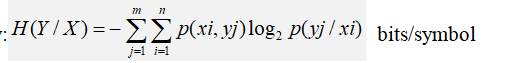 : H(Y / X) = − ∑_{j=1}^{m} ∑_{i=1}^{n} p(xi, yj) log₂ p(yj / xi) bits/symbol